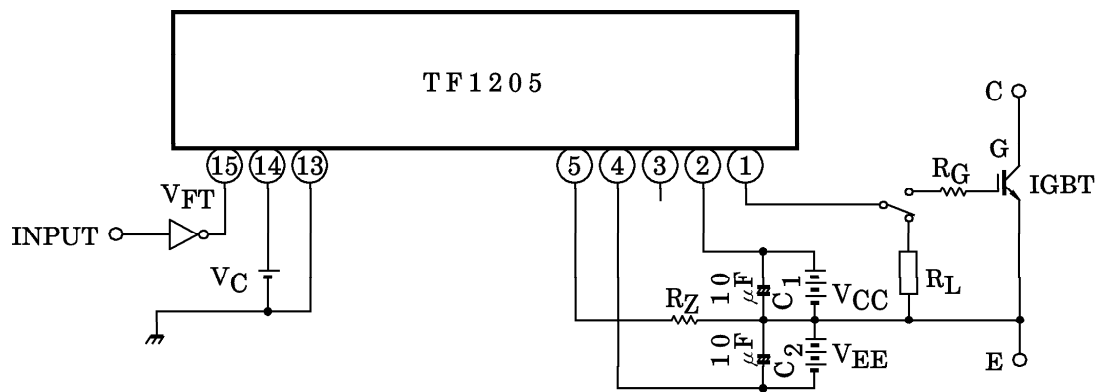 TF1205
15 14 13 5 4 3 2 1
C
G
RG
IGBT
VFT
INPUT
VC
RZ
10 μF
C1
VCC
RL
10 μF
C2
VEE
E